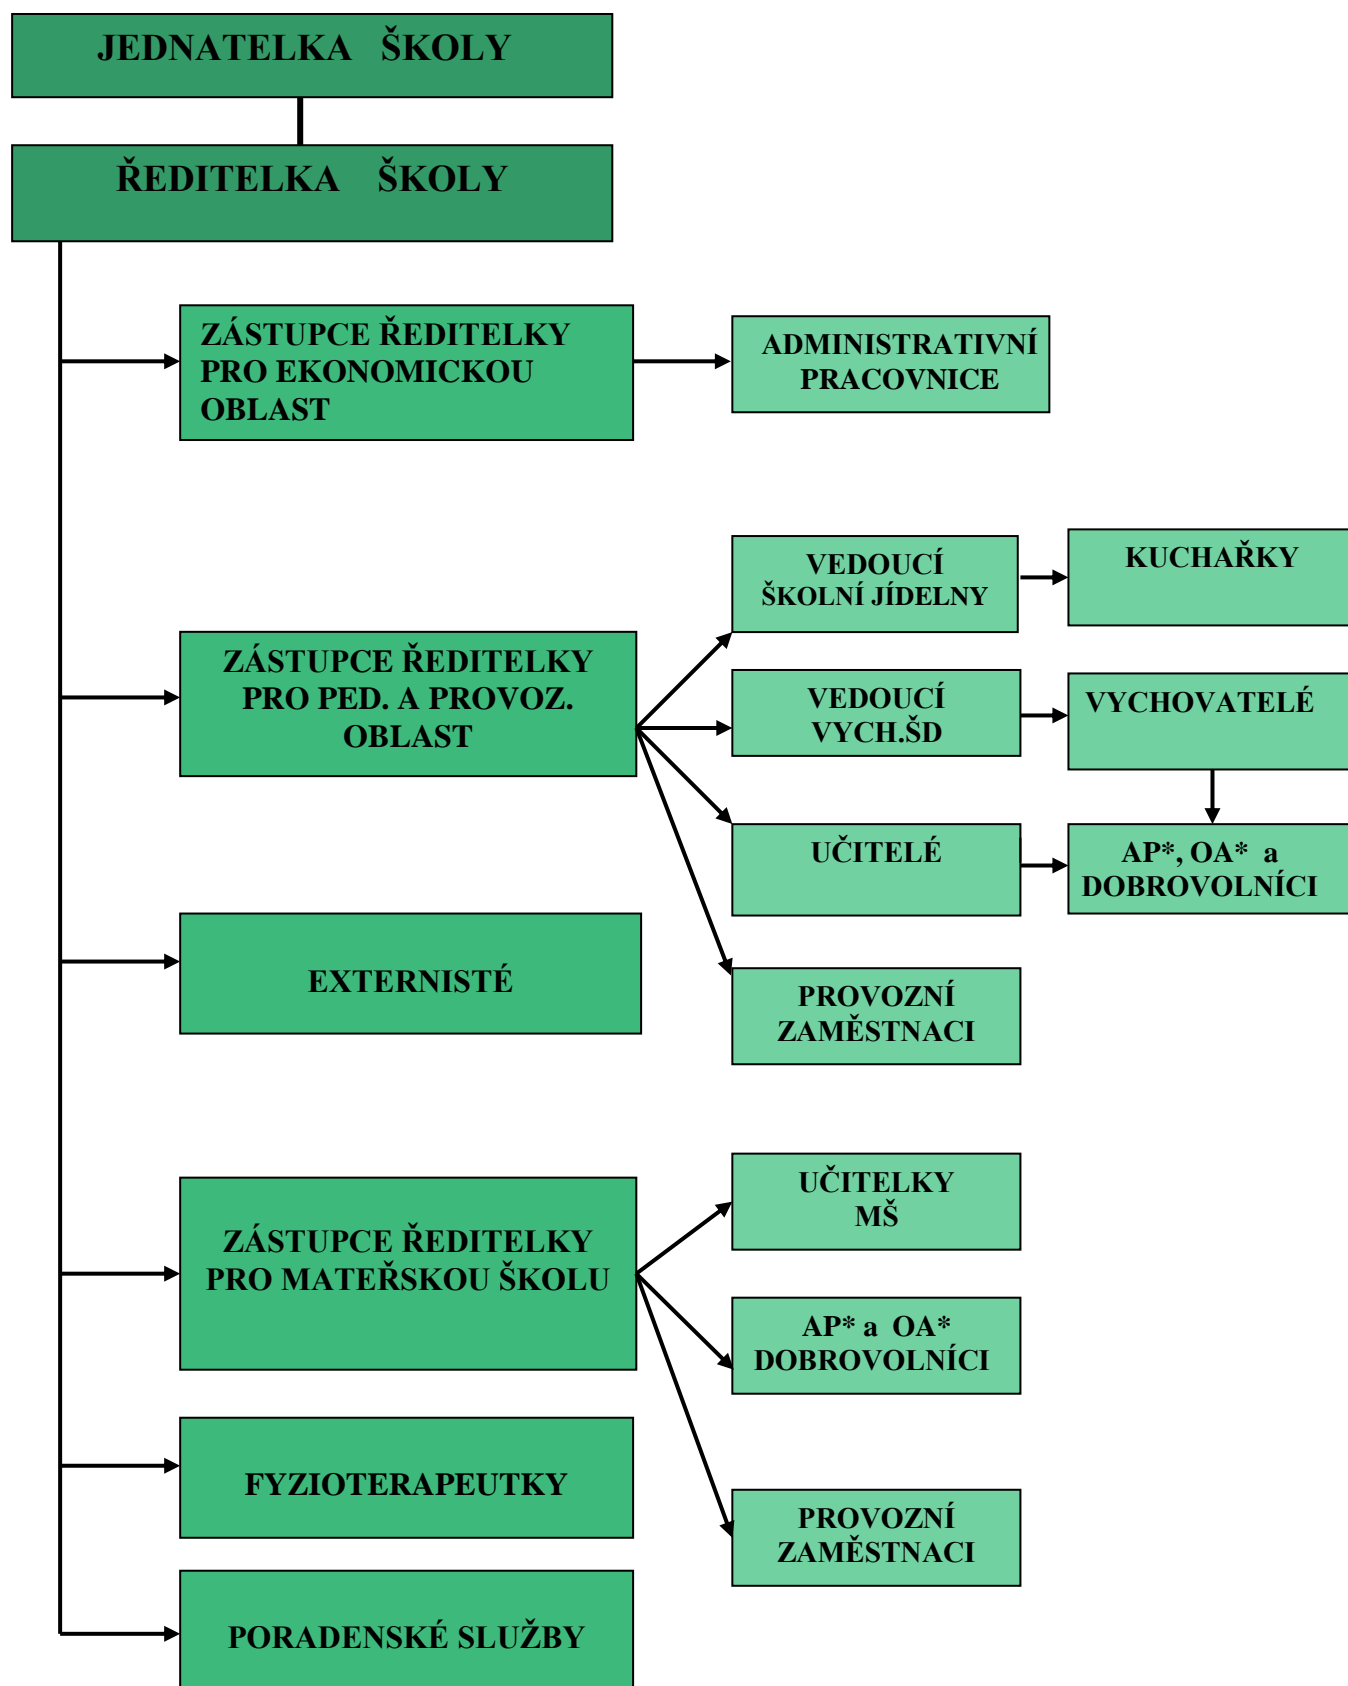 JEDNATELKA ŠKOLY
ŘEDITELKA ŠKOLY
ZÁSTUPCE ŘEDITELKY
PRO EKONOMICKOU
OBLAST
ADMINISTRATIVNÍ
PRACOVNICE
VEDOUCÍ
ŠKOLNÍ JÍDELNY
KUCHAŘKY
ZÁSTUPCE ŘEDITELKY
PRO PED. A PROVOZ.
OBLAST
VEDOUCÍ
VYCH.ŠD
VYCHOVATELÉ
UČITELÉ
AP*, OA* a
DOBROVOLNÍCI
EXTERNISTÉ
PROVOZNÍ
ZAMĚSTNACI
ZÁSTUPCE ŘEDITELKY
PRO MATEŘSKOU ŠKOLU
UČITELKY
MŠ
AP* a OA*
DOBROVOLNÍCI
FYZIOTERAPEUTKY
PROVOZNÍ
ZAMĚSTNACI
PORADENSKÉ SLUŽBY